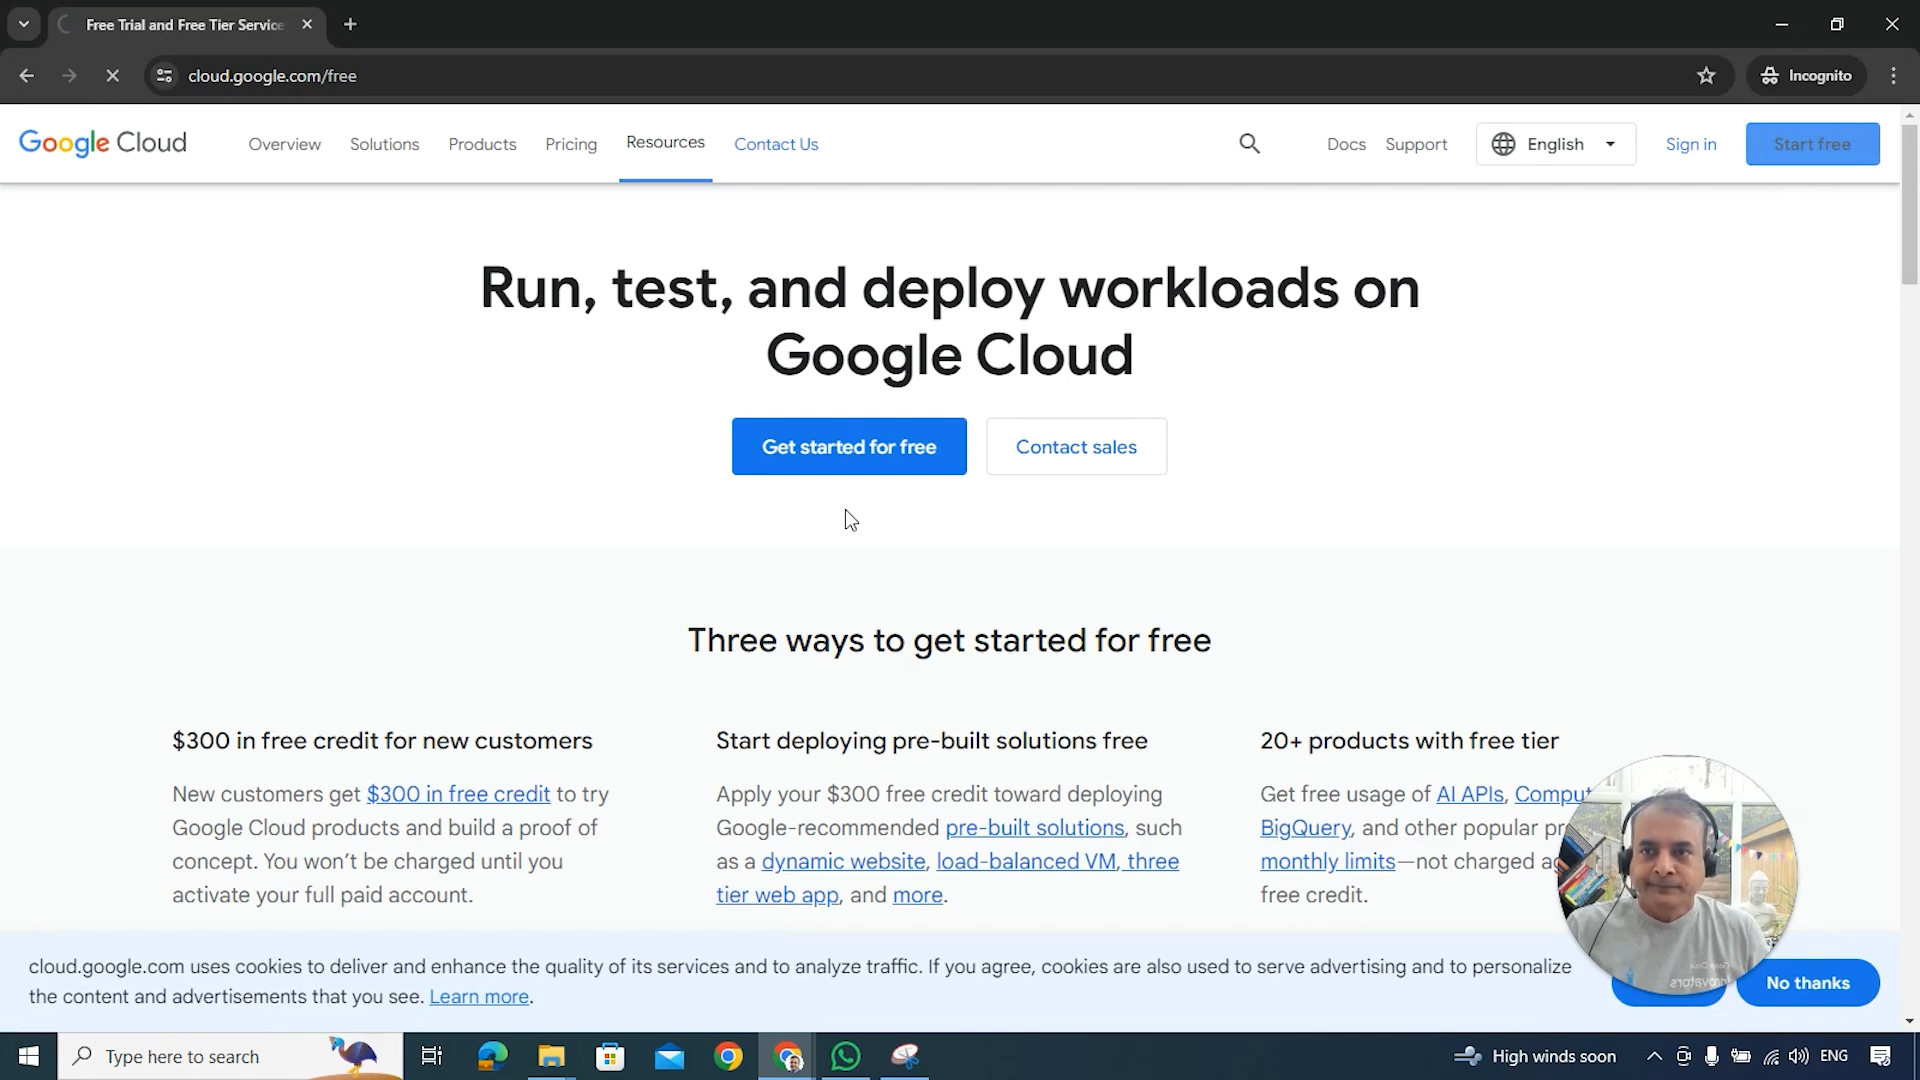 Free Trial and Free Tier Service
cloud.google.com/free
Incognito
Google Cloud
Overview
Solutions
Products
Pricing
Resources
Contact Us
Docs
Support
English
Sign in
Start free
Run, test, and deploy workloads on
Google Cloud
Get started for free
Contact sales
Three ways to get started for free
$300 in free credit for new customers
New customers get $300 in free credit to try
Google Cloud products and build a proof of
concept. You won’t be charged until you
activate your full paid account.
Start deploying pre-built solutions free
Apply your $300 free credit toward deploying
Google-recommended pre-built solutions, such
as a dynamic website, load-balanced VM, three
tier web app, and more.
20+ products with free tier
Get free usage of AI APIs,
BigQuery, and other popular
monthly limits—not charged
free credit.
cloud.google.com uses cookies to deliver and enhance the quality of its services and to analyze traffic. If you agree, cookies are also used to serve advertising and to personalize
the content and advertisements that you see. Learn more.
No thanks
Type here to search
High winds soon
ENG